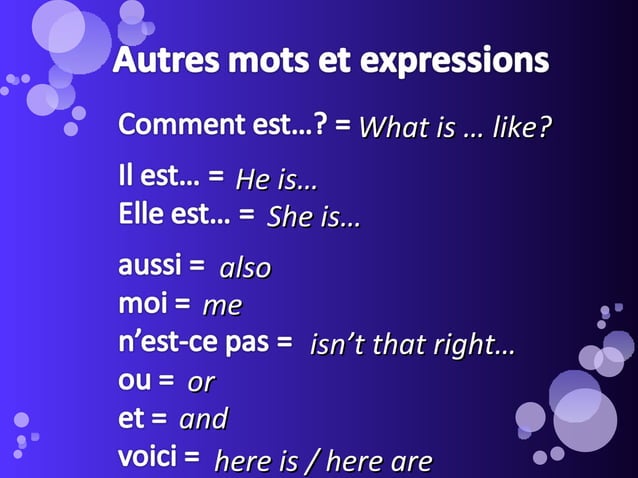 Autres mots et expressions
Comment est…? = What is … like?
Il est… = He is…
Elle est… = She is…
aussi = also
moi = me
n’est-ce pas = isn’t that right…
ou = or
et = and
voici = here is / here are